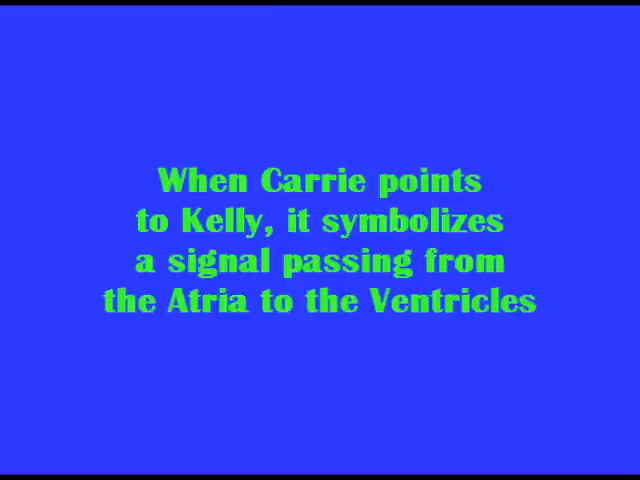 When Carrie points
to Kelly, it symbolizes
a signal passing from
the Atria to the Ventricles